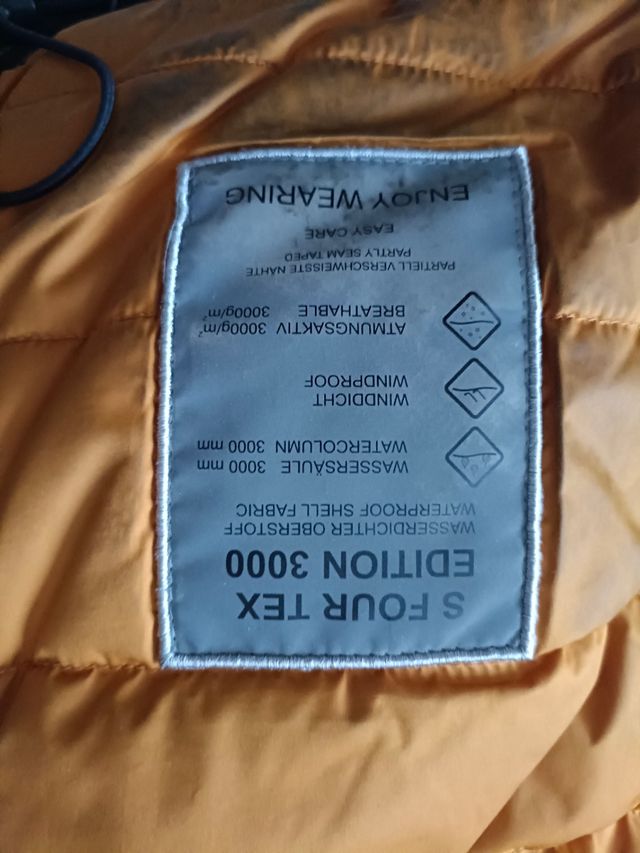 S FOUR TEX
EDITION 3000
WASSERDICHTER OBERSTOFF
WATERPROOF SHELL FABRIC
WASSERSÄULE 3000 mm
WATERCOLUMN 3000 mm
WINDDICHT
WINDPROOF
ATMUNGSAKTIV 3000g/m²
BREATHABLE 3000g/m²
PARTIELL VERSCHWEISSTE NÄHTE
PARTLY SEAM TAPED
EASY CARE
ENJOY WEARING